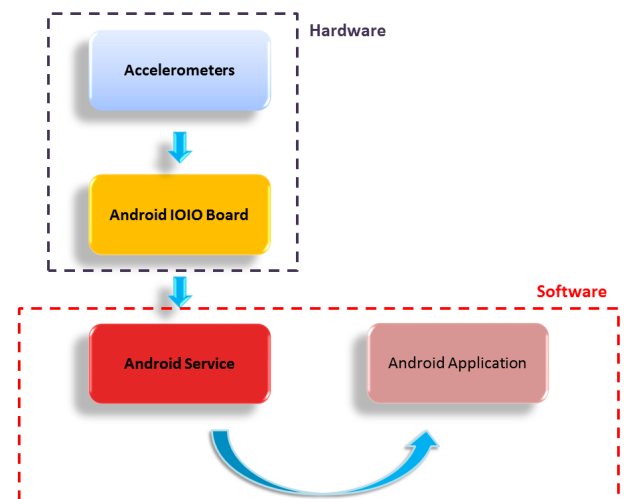 Hardware
Accelerometers
Android IOIO Board
Software
Android Service
Android Application